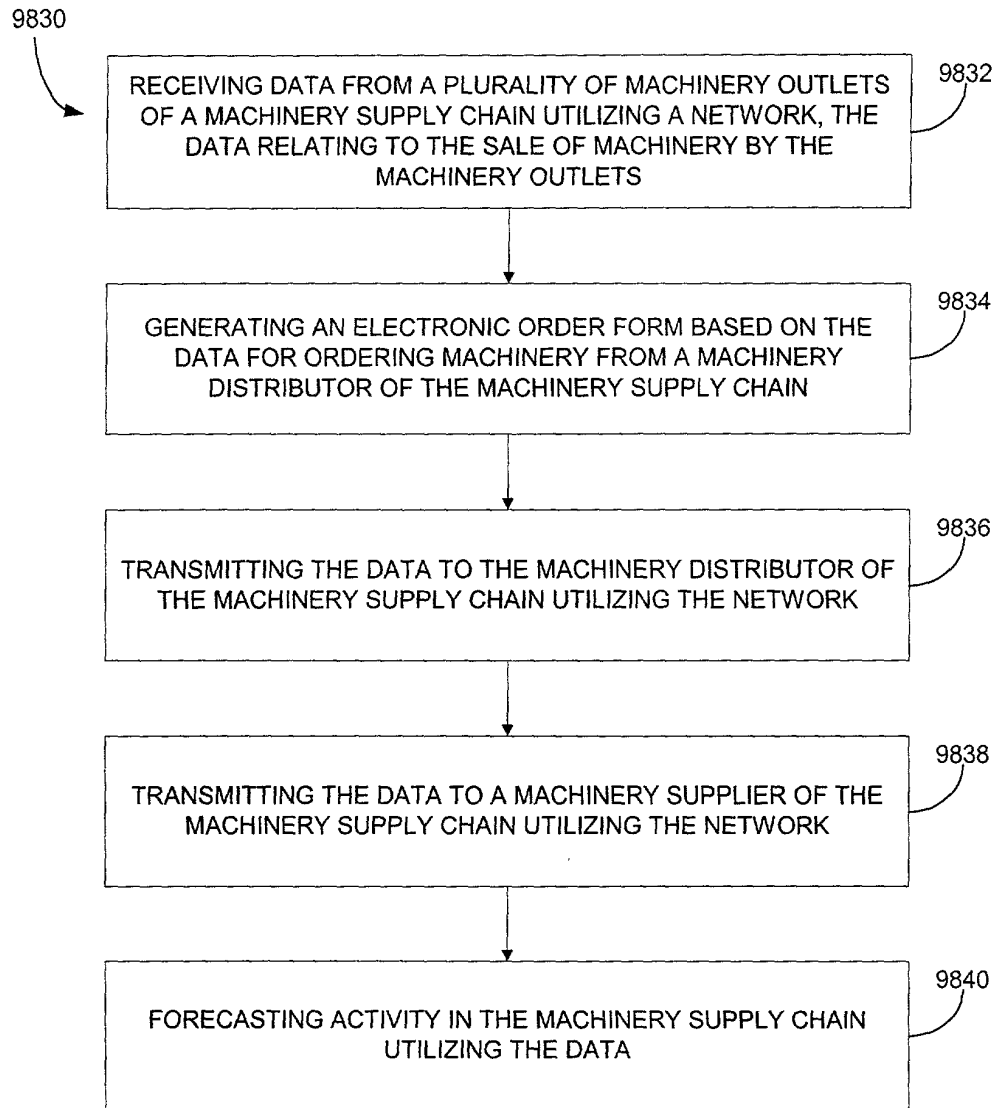 9830
RECEIVING DATA FROM A PLURALITY OF MACHINERY OUTLETS
OF A MACHINERY SUPPLY CHAIN UTILIZING A NETWORK, THE
DATA RELATING TO THE SALE OF MACHINERY BY THE
MACHINERY OUTLETS
9832
GENERATING AN ELECTRONIC ORDER FORM BASED ON THE
DATA FOR ORDERING MACHINERY FROM A MACHINERY
DISTRIBUTOR OF THE MACHINERY SUPPLY CHAIN
9834
TRANSMITTING THE DATA TO THE MACHINERY DISTRIBUTOR OF
THE MACHINERY SUPPLY CHAIN UTILIZING THE NETWORK
9836
TRANSMITTING THE DATA TO A MACHINERY SUPPLIER OF THE
MACHINERY SUPPLY CHAIN UTILIZING THE NETWORK
9838
FORECASTING ACTIVITY IN THE MACHINERY SUPPLY CHAIN
UTILIZING THE DATA
9840